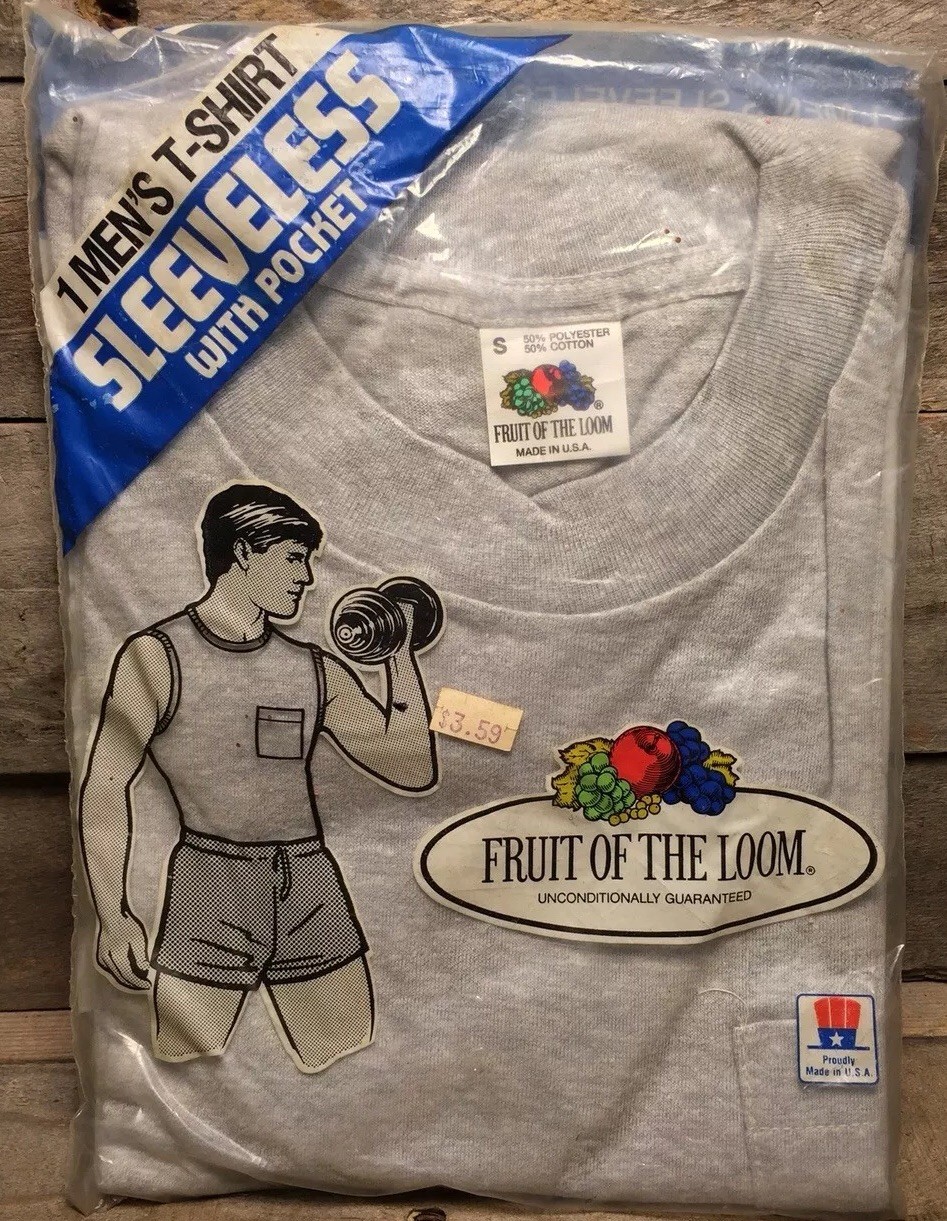 1 MEN'S T-SHIRT
SLEEVELESS
WITH POCKET
S 50% POLYESTER
50% COTTON
®
FRUIT OF THE LOOM
MADE IN U.S.A.
$3.59
FRUIT OF THE LOOM®
UNCONDITIONALLY GUARANTEED
Proudly
Made in U.S.A.